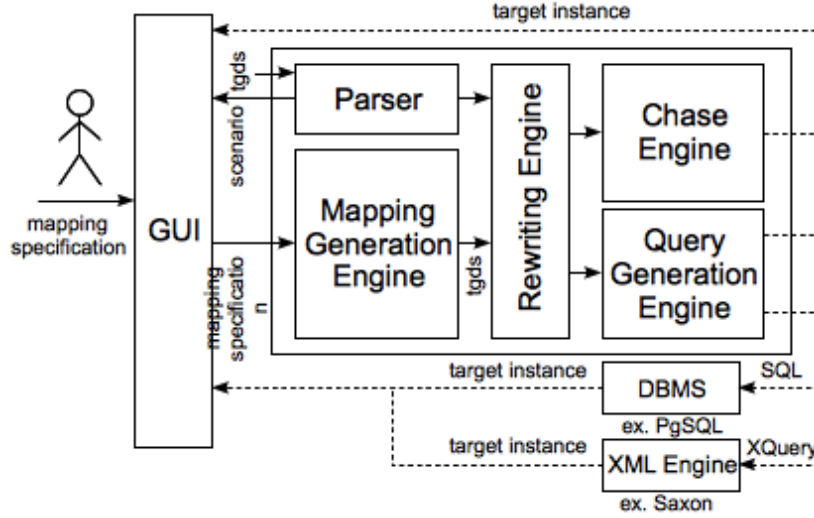 target instance
tgds
Parser
scenario
Rewriting Engine
Chase
Engine
mapping
specification
GUI
Mapping
Generation
Engine
mapping
specificatio
n
tgds
Query
Generation
Engine
target instance
DBMS
SQL
ex. PgSQL
target instance
XML Engine
XQuery
ex. Saxon